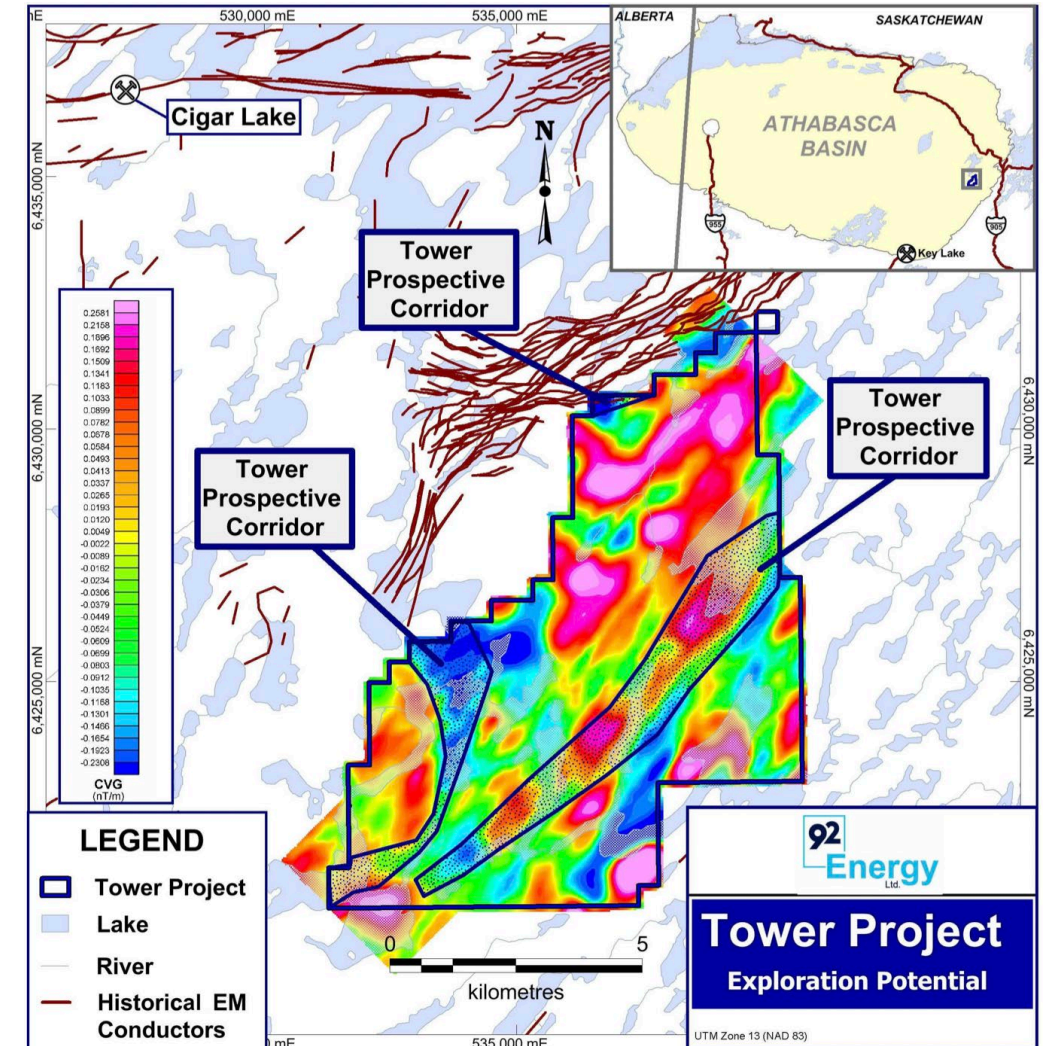 mE
530,000 mE
535,000 mE
ALBERTA
SASKATCHEWAN
ATHABASCA
BASIN
955
905
Key Lake
Cigar Lake
N
6,435,000 mN
6,430,000 mN
6,425,000 mN
6,430,000 mN
6,425,000 mN
Tower
Prospective
Corridor
Tower
Prospective
Corridor
Tower
Prospective
Corridor
0.2581
0.2158
0.1896
0.1692
0.1509
0.1341
0.1183
0.1033
0.0899
0.0782
0.0678
0.0584
0.0493
0.0413
0.0337
0.0265
0.0193
0.0120
0.0049
-0.0022
-0.0089
-0.0162
-0.0234
-0.0306
-0.0379
-0.0449
-0.0524
-0.0609
-0.0699
-0.0803
-0.0912
-0.1035
-0.1168
-0.1301
-0.1466
-0.1654
-0.1923
-0.2308
CVG
(nT/m)
LEGEND
Tower Project
Lake
River
Historical EM
Conductors
0 5
kilometres
92
Energy
Ltd.
Tower Project
Exploration Potential
UTM Zone 13 (NAD 83)
0 mE
535,000 mE